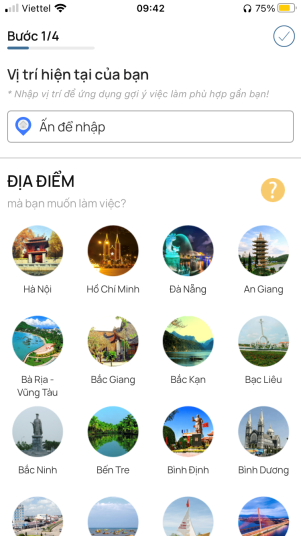 Viettel 09:42 75%
Bước 1/4
Vị trí hiện tại của bạn
* Nhập vị trí để ứng dụng gợi ý việc làm phù hợp gần bạn!
Ấn để nhập
ĐỊA ĐIỂM
?
mà bạn muốn làm việc?
Hà Nội Hồ Chí Minh Đà Nẵng An Giang
Bà Rịa - Bắc Giang Bắc Kạn Bạc Liêu
Vũng Tàu
Bắc Ninh Bến Tre Bình Định Bình Dương